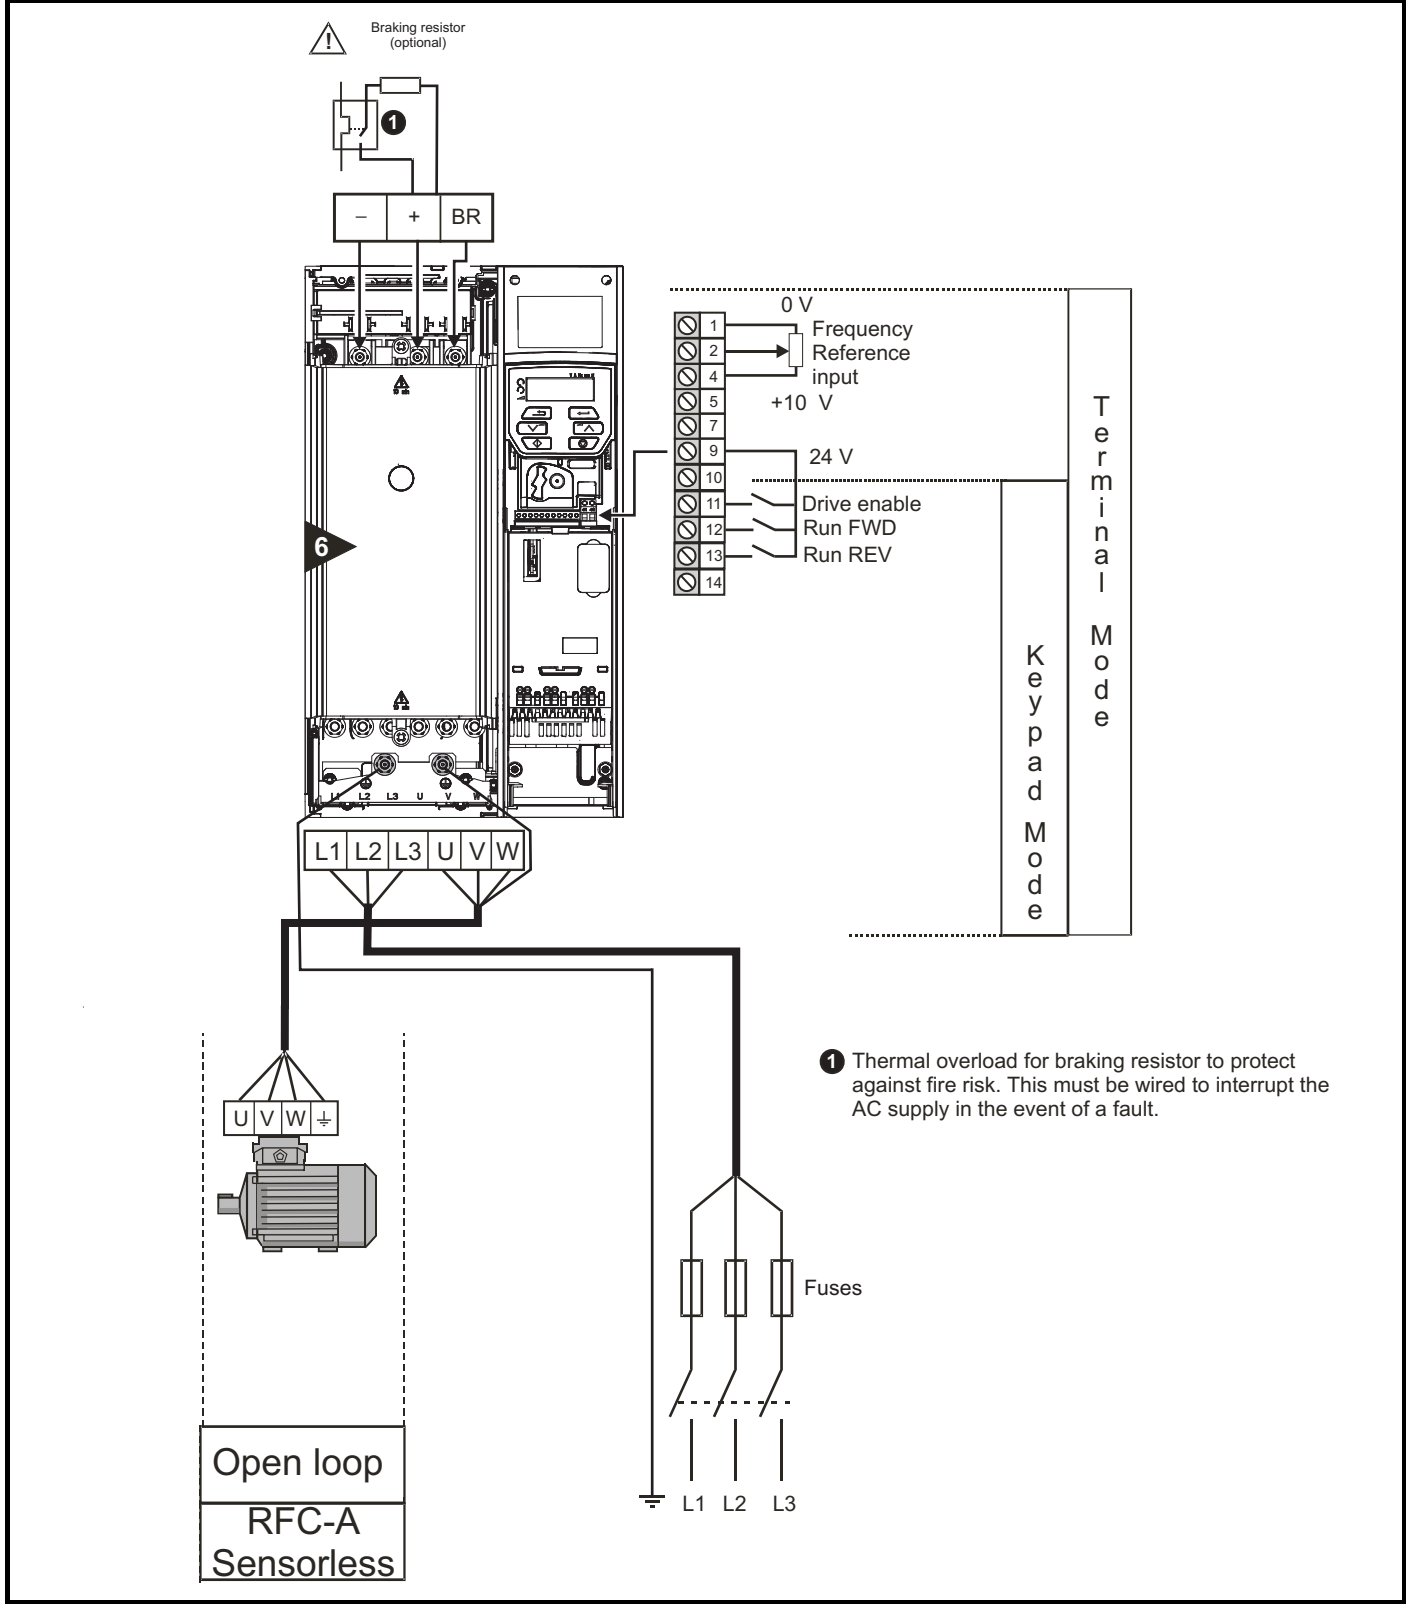 Braking resistor
(optional)
!
1
– + BR
0 V
1 Frequency
2 Reference
4 input
5 +10 V
7
9 24 V
10
11 Drive enable
12 Run FWD
13 Run REV
14
Terminal Mode
Keypad Mode
6
L1 L2 L3 U V W
L1 L2 L3 U V W
1 Thermal overload for braking resistor to protect
against fire risk. This must be wired to interrupt the
AC supply in the event of a fault.
U V W
Fuses
L1 L2 L3
Open loop
RFC-A
Sensorless